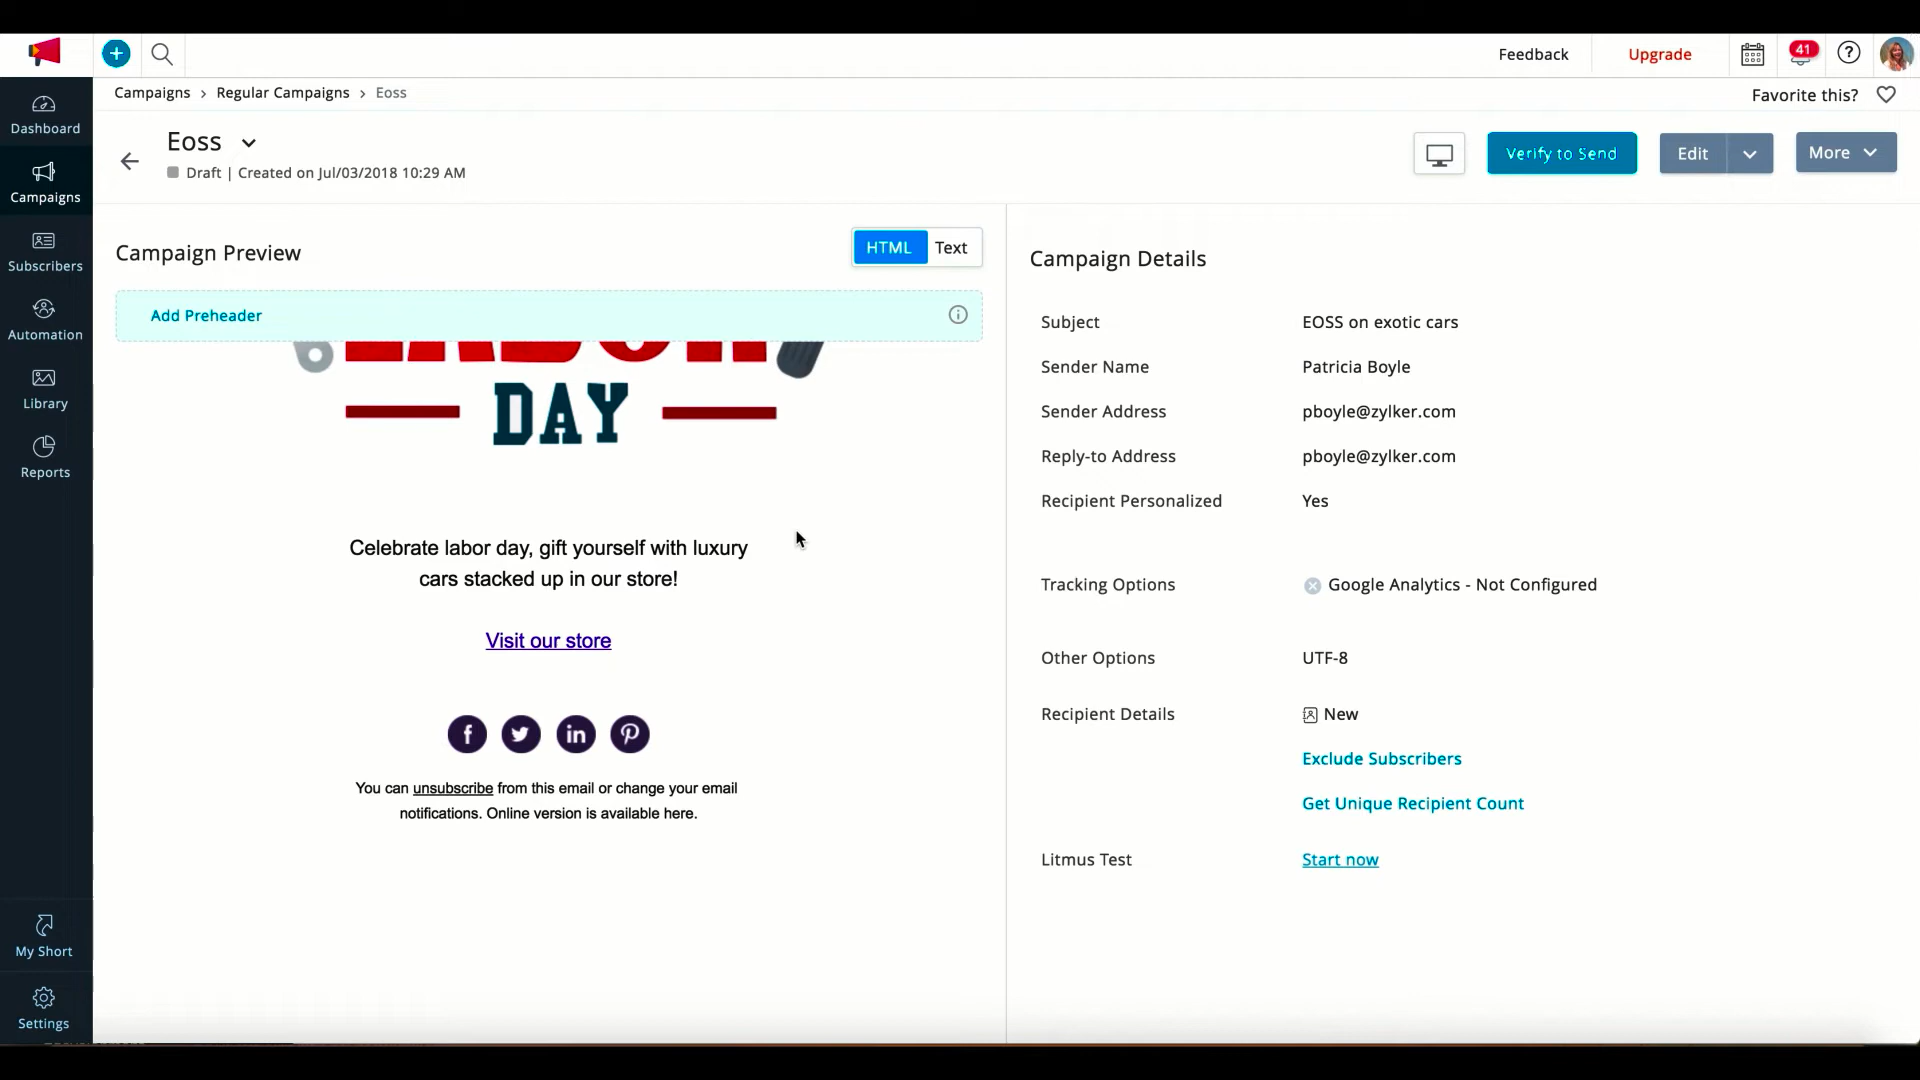 Feedback
Upgrade
41
Campaigns > Regular Campaigns > Eoss
Favorite this?
Eoss
Draft | Created on Jul/03/2018 10:29 AM
Verify to Send
Edit
More
Dashboard
Campaigns
Subscribers
Automation
Library
Reports
My Short
Settings
Campaign Preview
HTML
Text
Add Preheader
LABOR
DAY
Celebrate labor day, gift yourself with luxury
cars stacked up in our store!
Visit our store
You can unsubscribe from this email or change your email
notifications. Online version is available here.
Campaign Details
Subject EOSS on exotic cars
Sender Name Patricia Boyle
Sender Address pboyle@zylker.com
Reply-to Address pboyle@zylker.com
Recipient Personalized Yes
Tracking Options Google Analytics - Not Configured
Other Options UTF-8
Recipient Details New
Exclude Subscribers
Get Unique Recipient Count
Litmus Test Start now